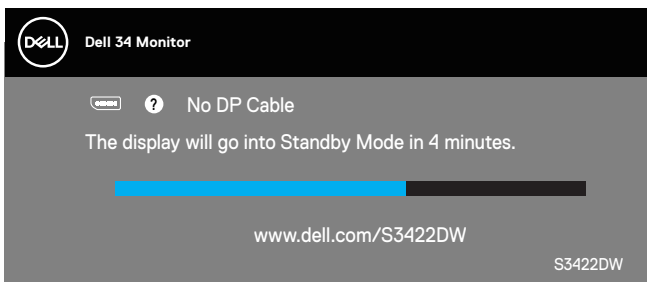 DELL
Dell 34 Monitor
? No DP Cable
The display will go into Standby Mode in 4 minutes.
www.dell.com/S3422DW
S3422DW